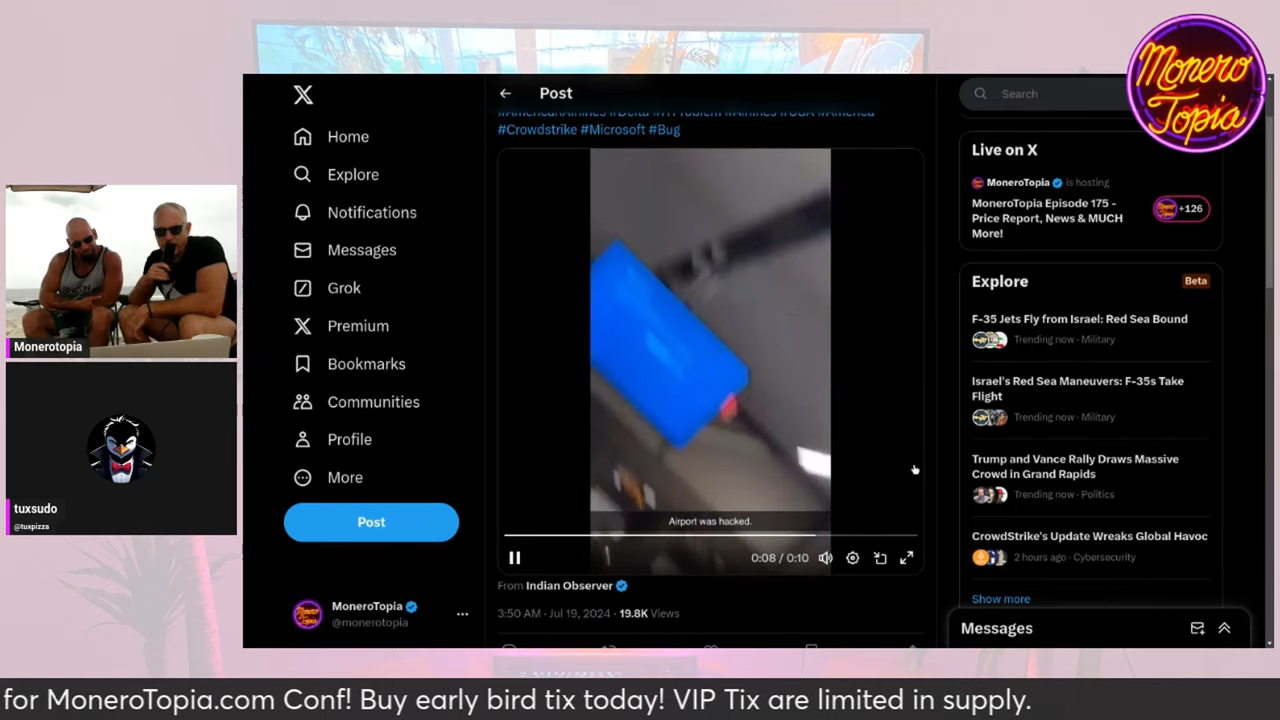 Monero
Topia
Post
Search
#Crowdstrike #Microsoft #Bug
Home
Explore
Notifications
Messages
Grok
Premium
Bookmarks
Communities
Profile
More
Post
MoneroTopia
@monerotopia
Airport was hacked.
0:08 / 0:10
From Indian Observer
3:50 AM · Jul 19, 2024 · 19.8K Views
Live on X
MoneroTopia is hosting
MoneroTopia Episode 175 -
Price Report, News & MUCH
More!
+126
Explore
Beta
F-35 Jets Fly from Israel: Red Sea Bound
Trending now · Military
Israel's Red Sea Maneuvers: F-35s Take
Flight
Trending now · Military
Trump and Vance Rally Draws Massive
Crowd in Grand Rapids
Trending now · Politics
CrowdStrike's Update Wreaks Global Havoc
2 hours ago · Cybersecurity
Show more
Messages
Monerotopia
tuxsudo
@tuxpizza
for MoneroTopia.com Conf! Buy early bird tix today! VIP Tix are limited in supply.